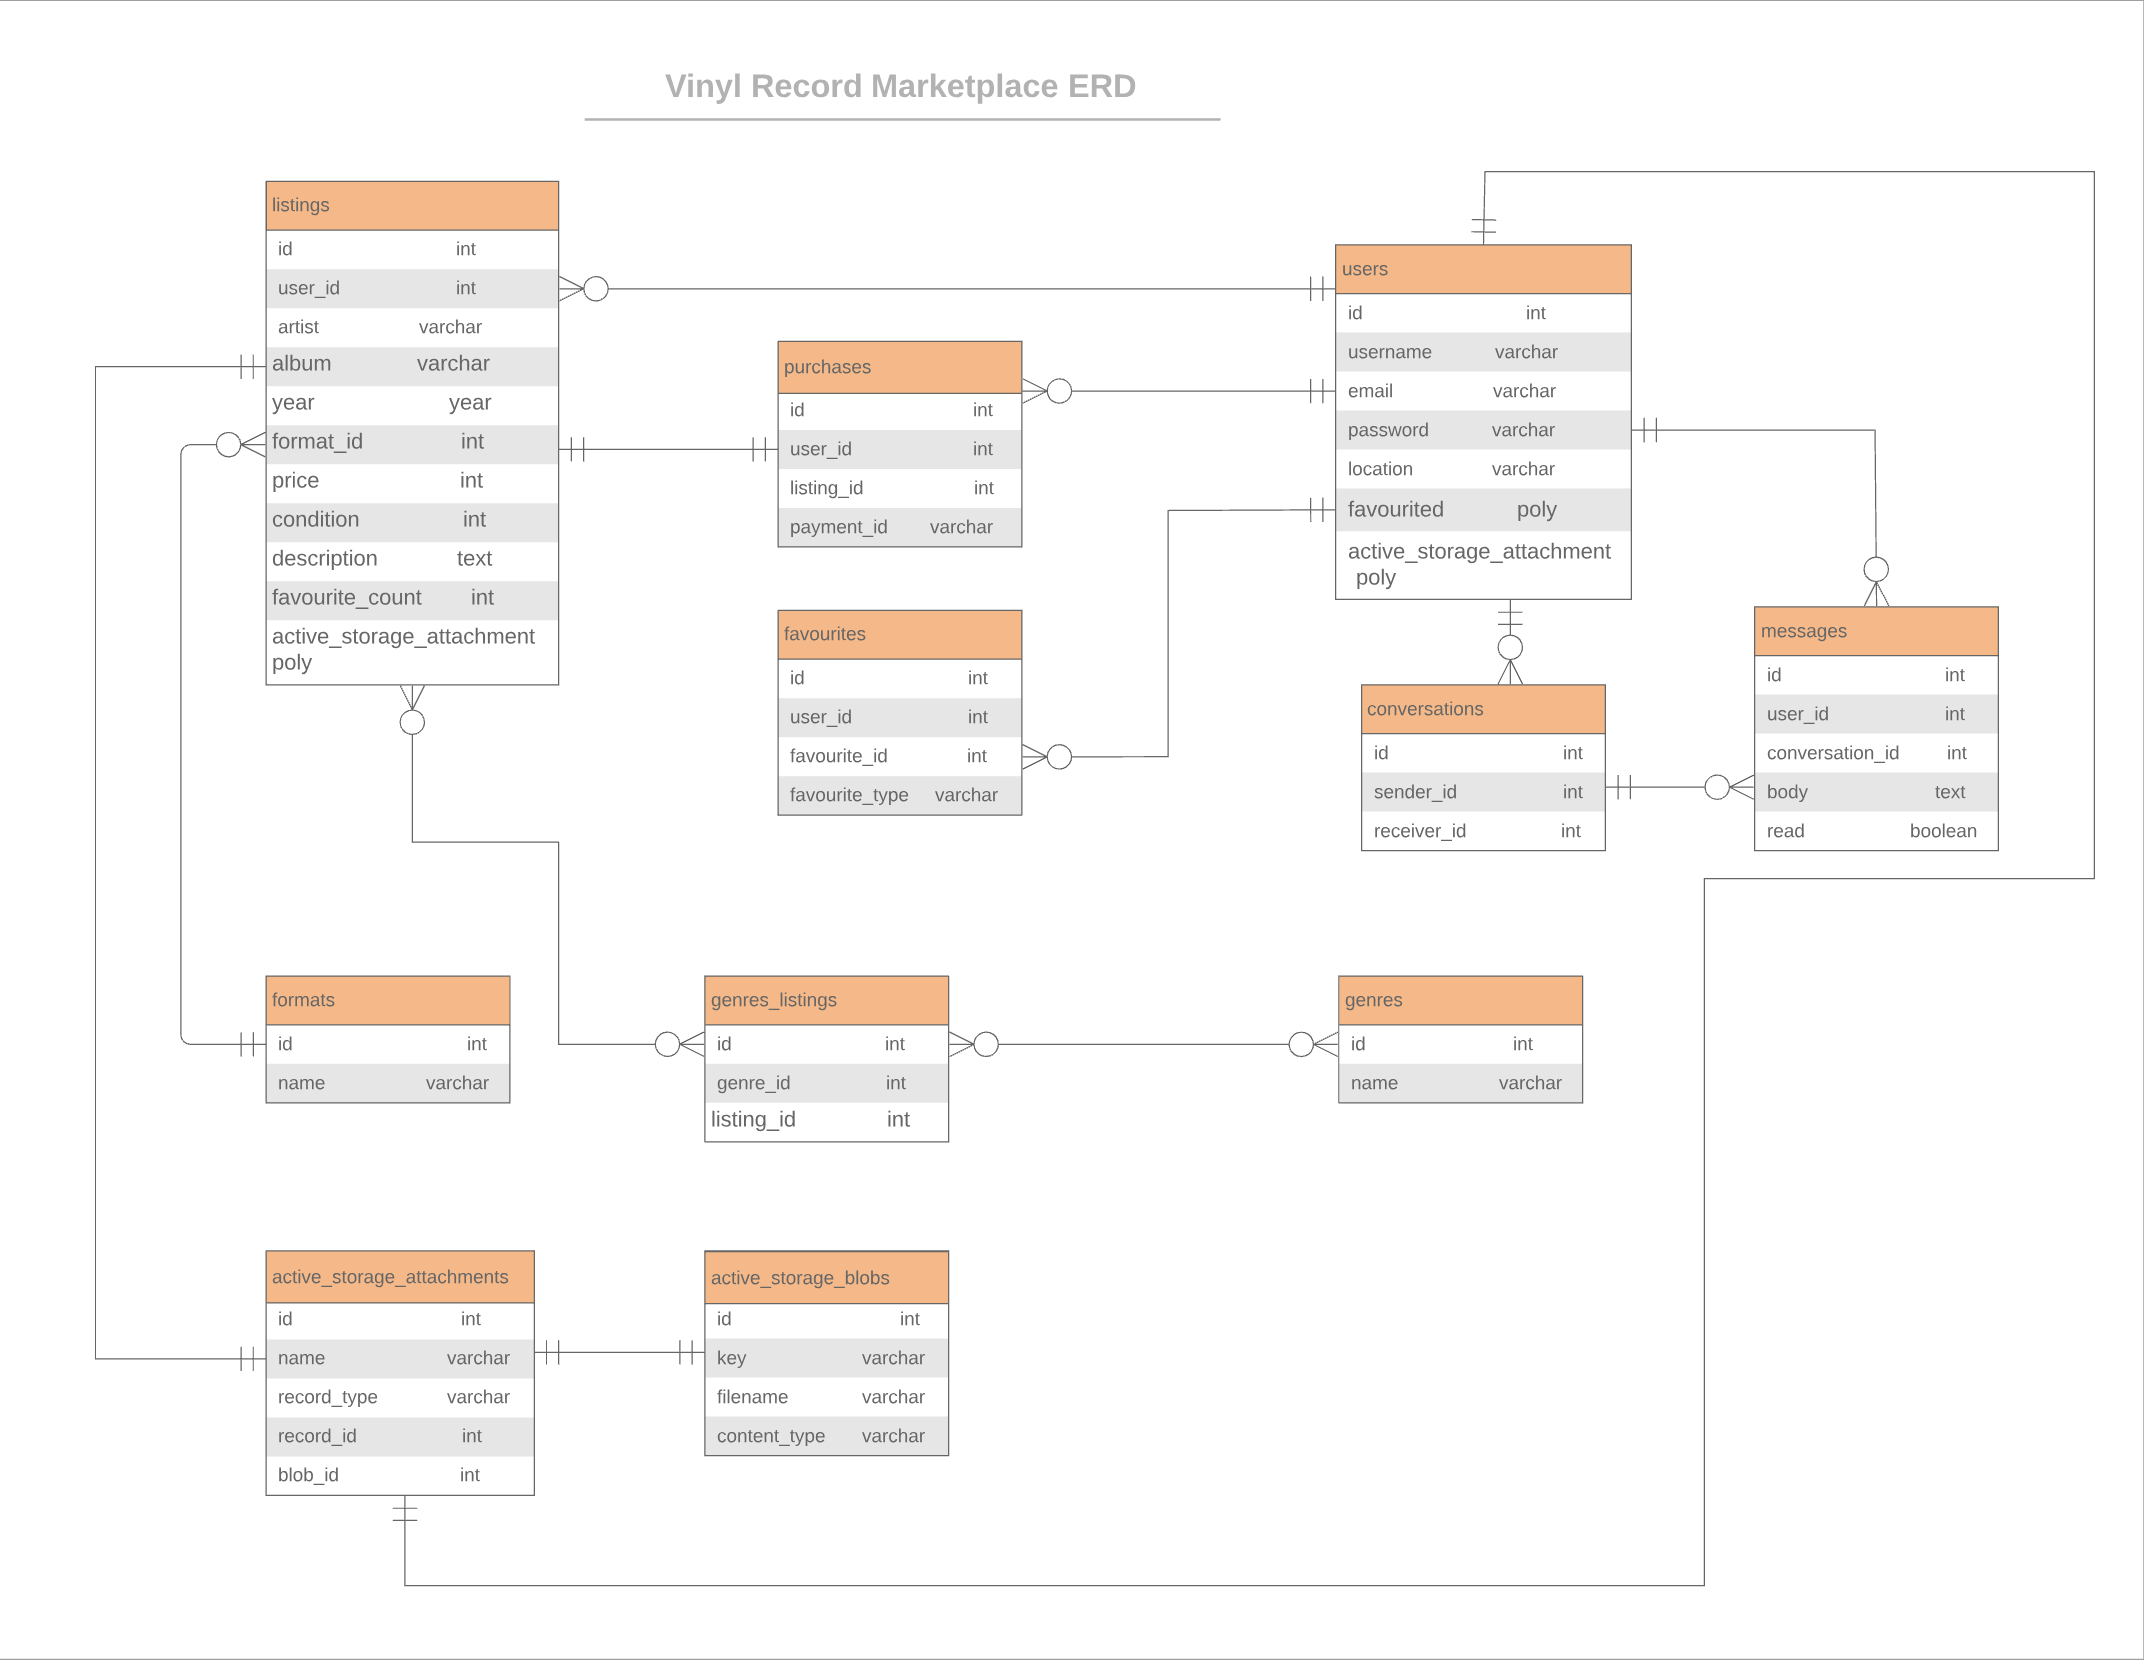 Vinyl Record Marketplace ERD
listings
id int
user_id int
artist varchar
album varchar
year year
format_id int
price int
condition int
description text
favourite_count int
active_storage_attachment
poly
purchases
id int
user_id int
listing_id int
payment_id varchar
users
id int
username varchar
email varchar
password varchar
location varchar
favourited poly
active_storage_attachment
poly
favourites
id int
user_id int
favourite_id int
favourite_type varchar
conversations
id int
sender_id int
receiver_id int
messages
id int
user_id int
conversation_id int
body text
read boolean
formats
id int
name varchar
genres_listings
id int
genre_id int
listing_id int
genres
id int
name varchar
active_storage_attachments
id int
name varchar
record_type varchar
record_id int
blob_id int
active_storage_blobs
id int
key varchar
filename varchar
content_type varchar